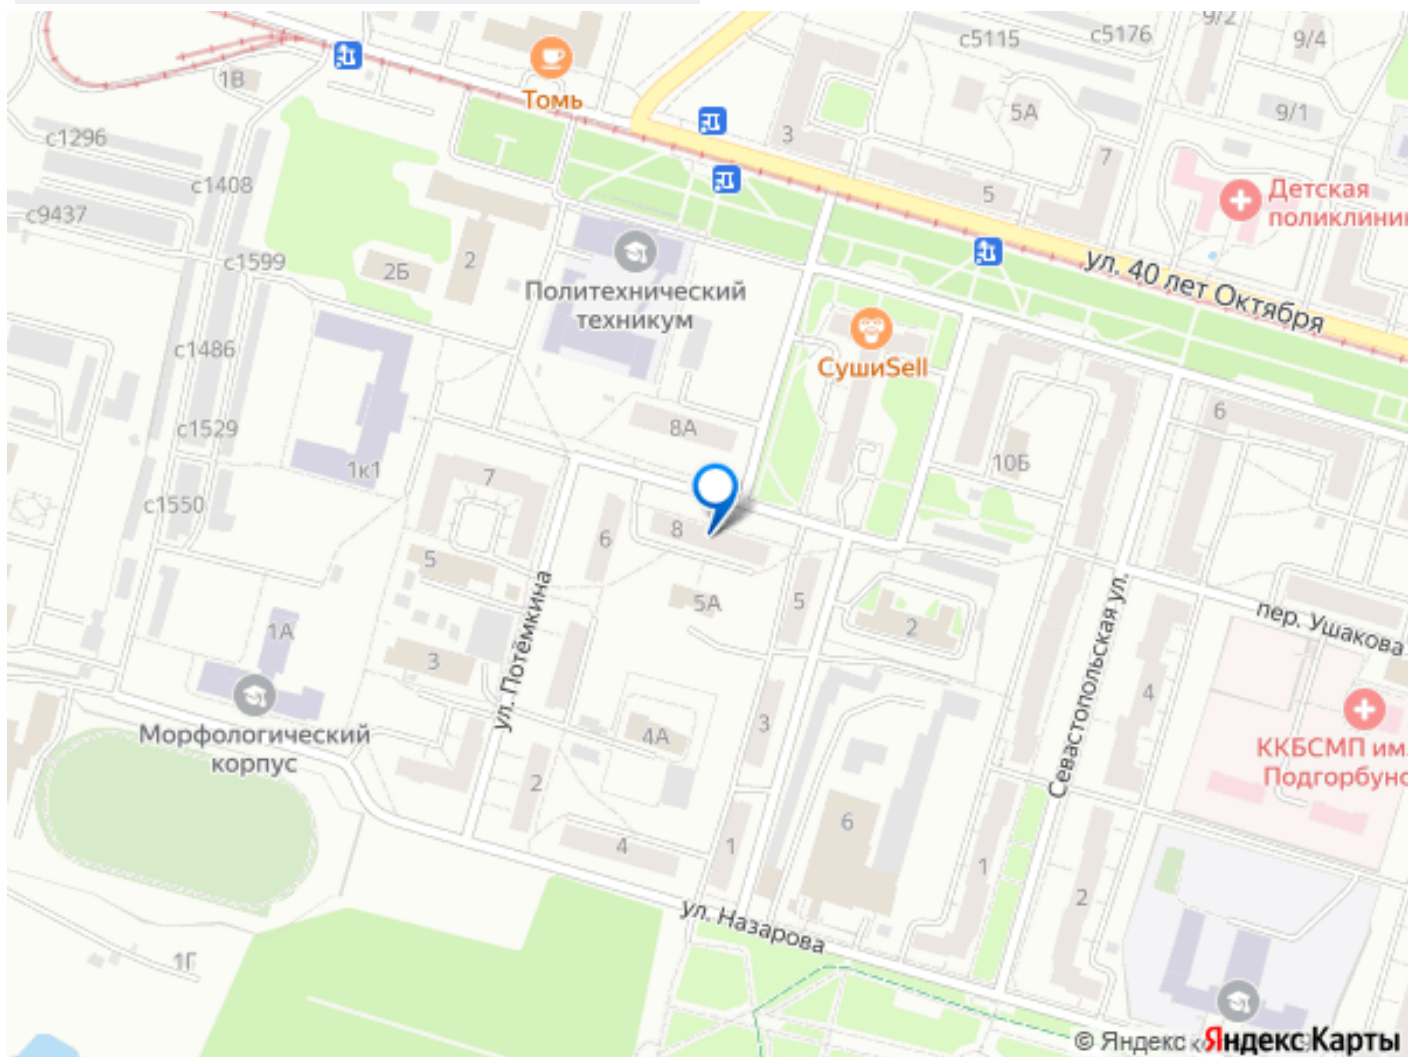 9/2
с5115
с5176
9/4
1В
Томь
5А
9/1
с1296
3
7
с1408
5
Детская
поликлини
с9437
с1599
2Б
2
ул. 40 лет Октября
Политехнический
техникум
с1486
СушиSell
6
с1529
8А
1к1
7
10Б
с1550
6
8
5
5А
5
2
пер. Ушакова
1А
3
ул. Потёмкина
Севастопольская ул.
4
Морфологический
корпус
4А
3
ККБСМП им.
Подгорбунс
2
6
4
1
1
2
ул. Назарова
1Г
© Яндекс
Яндекс Карты